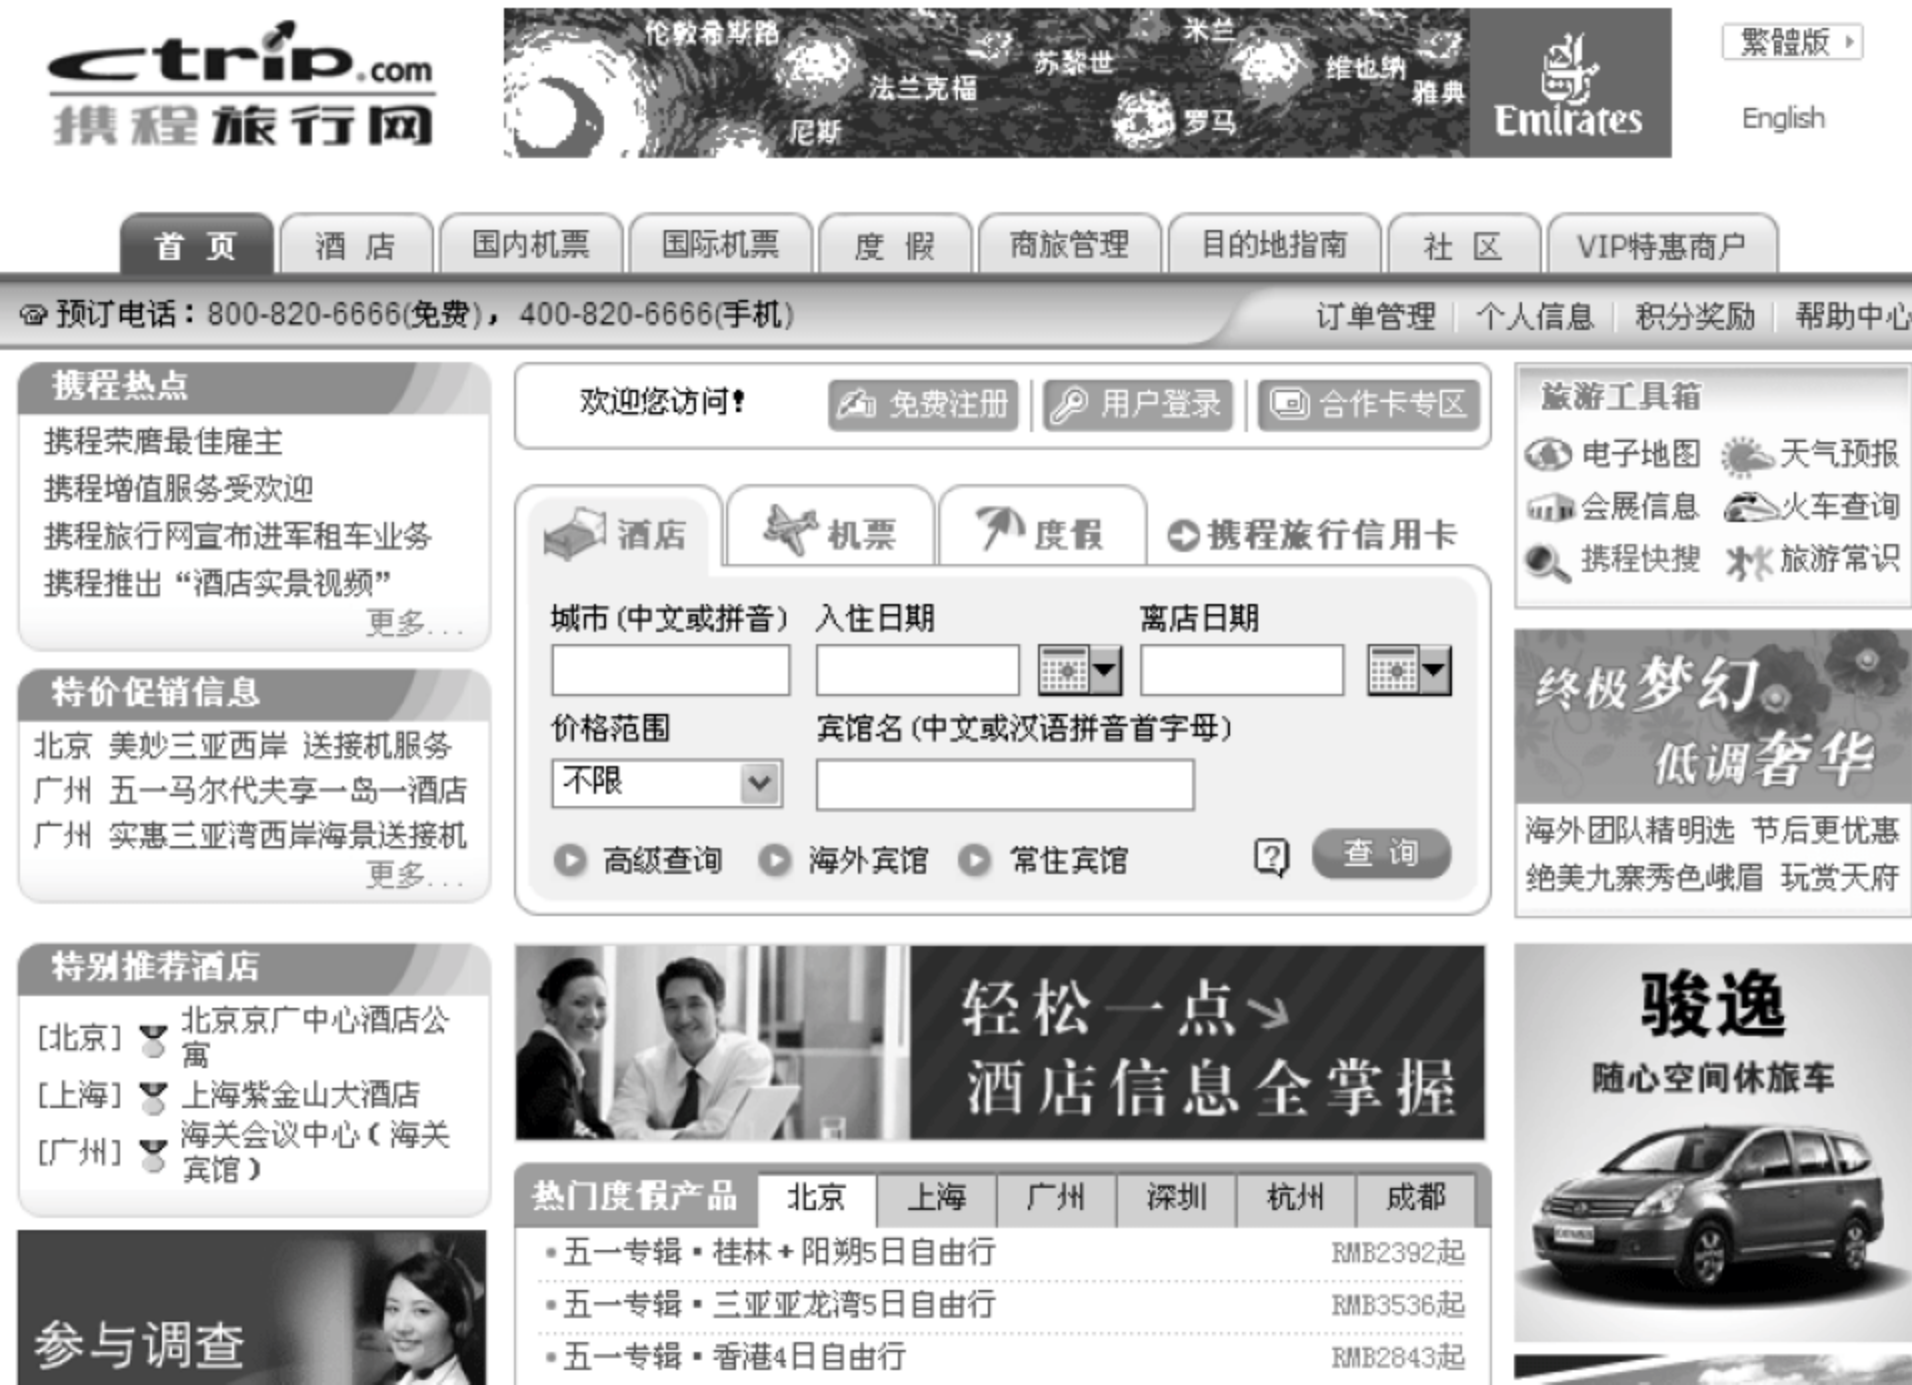 ctrip.com
携程旅行网
伦敦希斯路
法兰克福
尼斯
苏黎世
米兰
罗马
维也纳
雅典
Emirates
繁體版
English
首 页
酒 店
国内机票
国际机票
度 假
商旅管理
目的地指南
社 区
VIP特惠商户
预订电话：800-820-6666(免费)，400-820-6666(手机)
订单管理
个人信息
积分奖励
帮助中心
携程热点
携程荣膺最佳雇主
携程增值服务受欢迎
携程旅行网宣布进军租车业务
携程推出“酒店实景视频”
更多...
特价促销信息
北京 美妙三亚西岸 送接机服务
广州 五一马尔代夫享一岛一酒店
广州 实惠三亚湾西岸海景送接机
更多...
特别推荐酒店
[北京] 北京京广中心酒店公
寓
[上海] 上海紫金山大酒店
[广州] 海关会议中心（海关
宾馆）
参与调查
欢迎您访问！
免费注册
用户登录
合作卡专区
酒店
机票
度假
携程旅行信用卡
城市(中文或拼音)
入住日期
离店日期
价格范围
宾馆名(中文或汉语拼音首字母)
不限
高级查询
海外宾馆
常住宾馆
?
查 询
轻松一点
酒店信息全掌握
热门度假产品
北京
上海
广州
深圳
杭州
成都
五一专辑▪桂林+阳朔5日自由行 RMB2392起
五一专辑▪三亚亚龙湾5日自由行 RMB3536起
五一专辑▪香港4日自由行 RMB2843起
旅游工具箱
电子地图 天气预报
会展信息 火车查询
携程快搜 旅游常识
终极梦幻
低调奢华
海外团队精明选 节后更优惠
绝美九寨秀色峨眉 玩赏天府
骏逸
随心空间休旅车